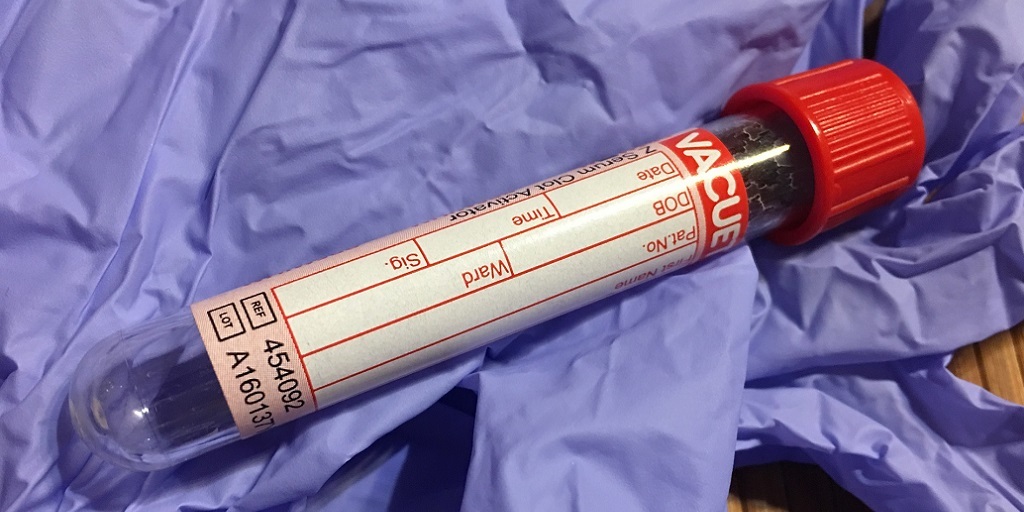 VACUE
Z Serum Clot Activator
Date
Time
Sig.
DOB
Ward
Pat.No.
First Name
REF 454092
LOT A160137